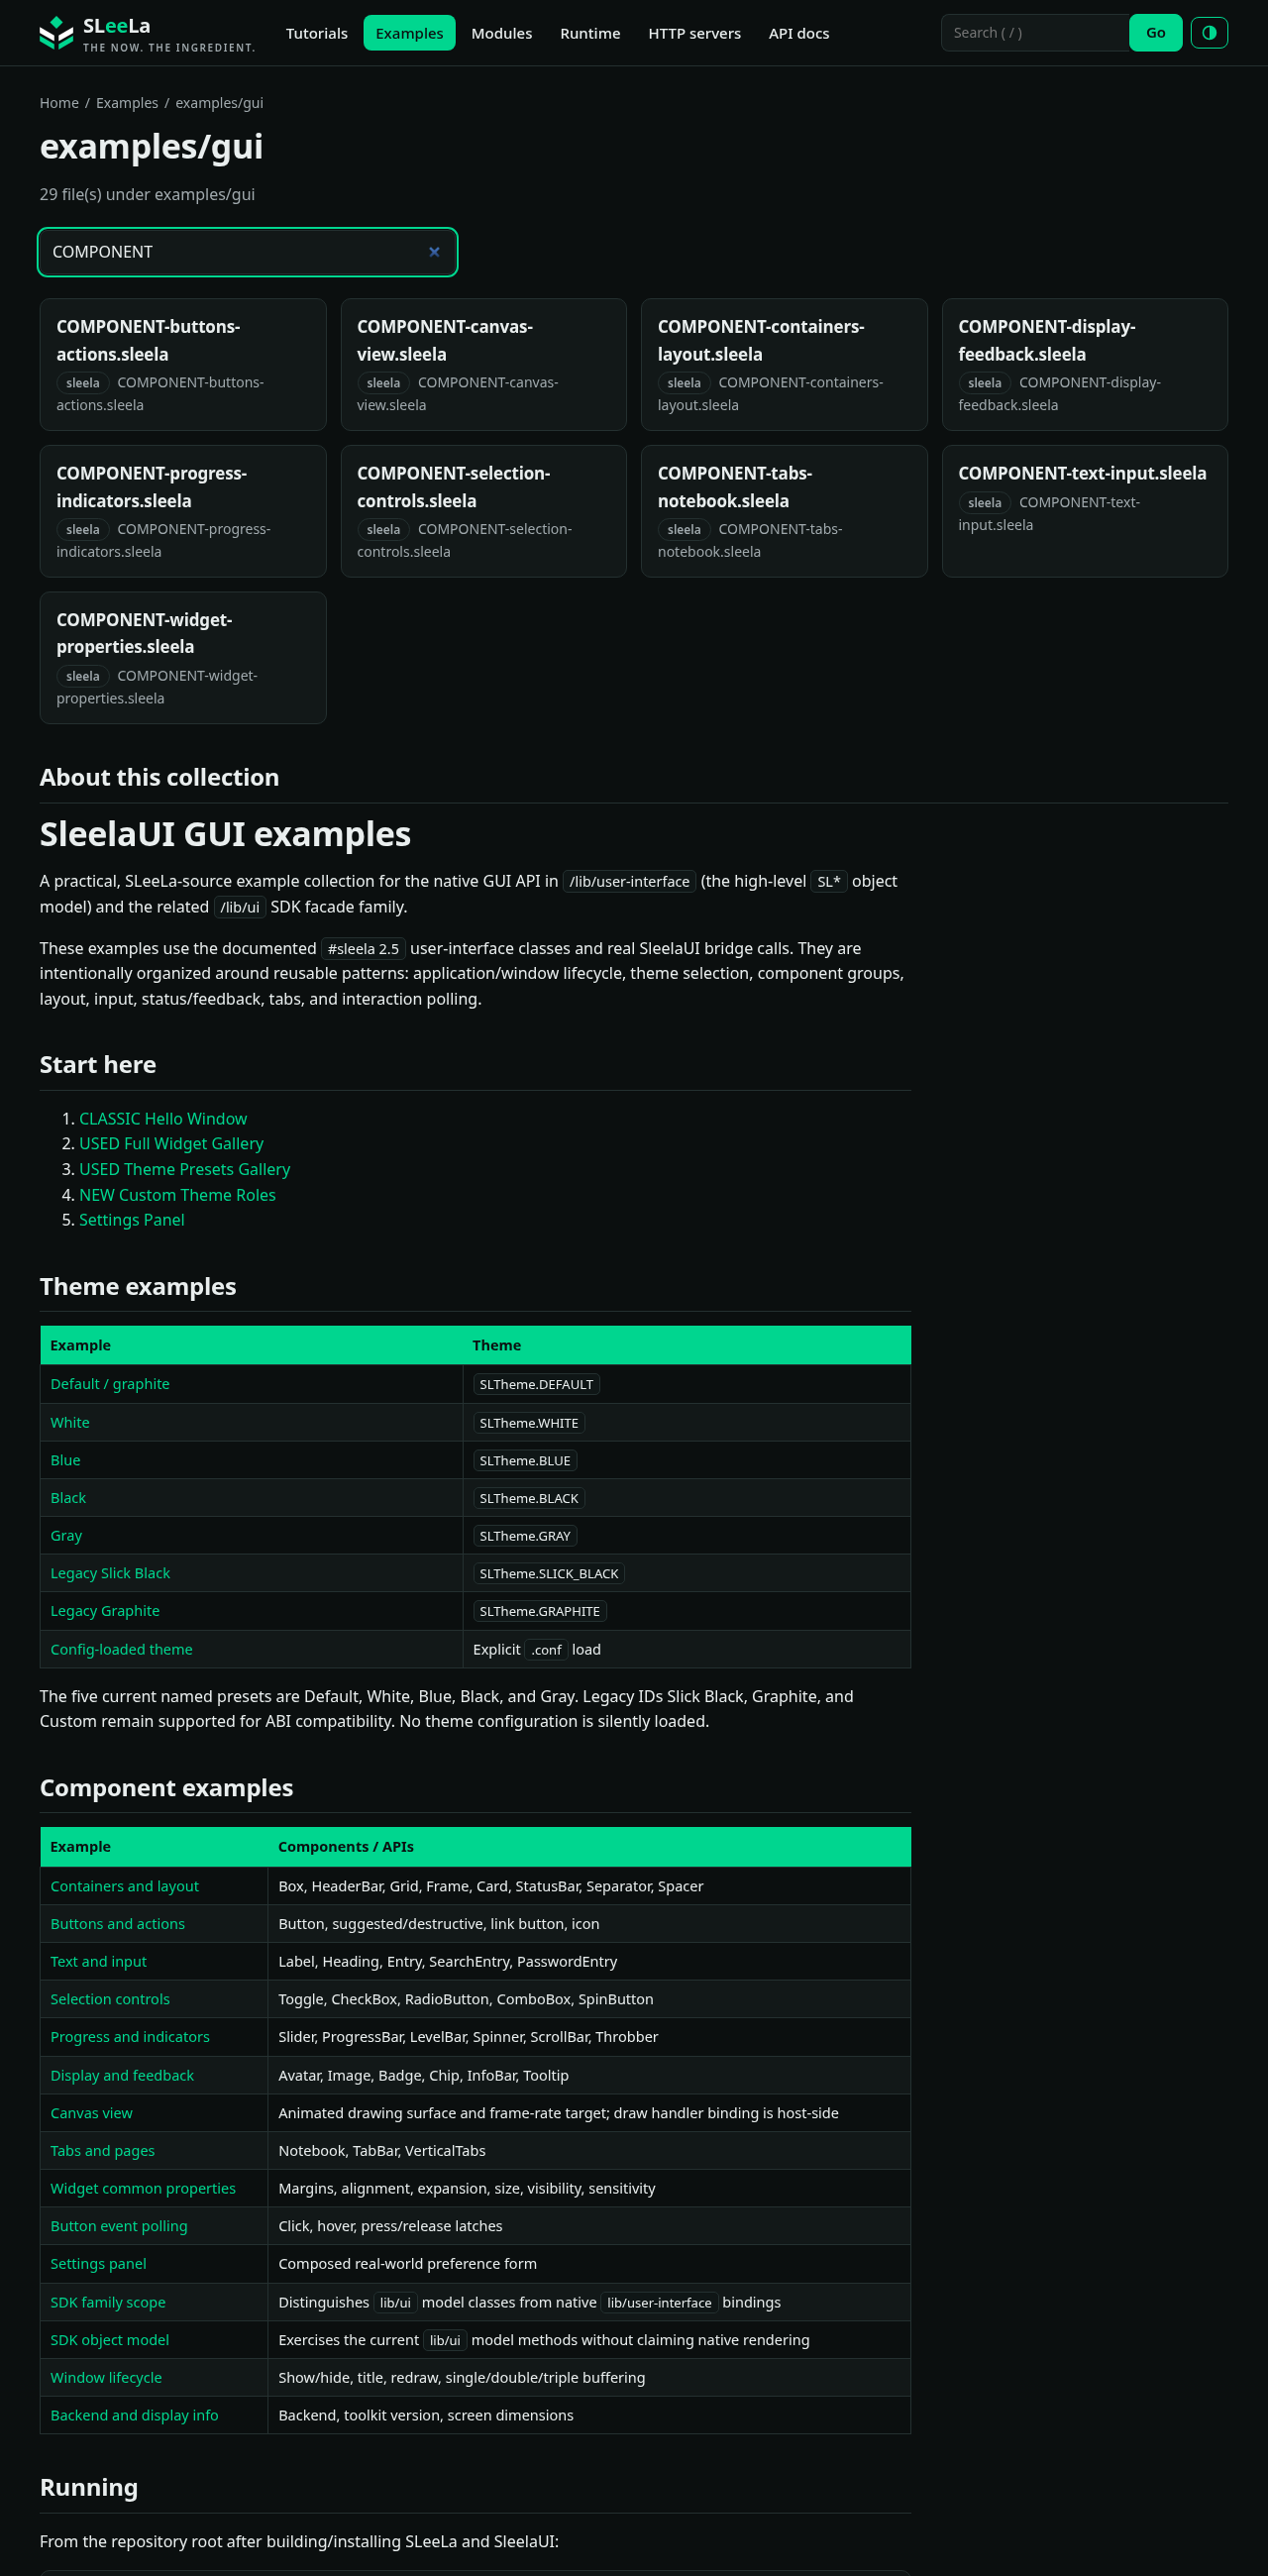 SLeeLa
THE NOW. THE INGREDIENT.
Tutorials Examples Modules Runtime HTTP servers API docs
Search ( / ) Go
Home / Examples / examples/gui
examples/gui
29 file(s) under examples/gui
COMPONENT ×
COMPONENT-buttons-
actions.sleela
sleela COMPONENT-buttons-
actions.sleela
COMPONENT-canvas-
view.sleela
sleela COMPONENT-canvas-
view.sleela
COMPONENT-containers-
layout.sleela
sleela COMPONENT-containers-
layout.sleela
COMPONENT-display-
feedback.sleela
sleela COMPONENT-display-
feedback.sleela
COMPONENT-progress-
indicators.sleela
sleela COMPONENT-progress-
indicators.sleela
COMPONENT-selection-
controls.sleela
sleela COMPONENT-selection-
controls.sleela
COMPONENT-tabs-
notebook.sleela
sleela COMPONENT-tabs-
notebook.sleela
COMPONENT-text-input.sleela
sleela COMPONENT-text-
input.sleela
COMPONENT-widget-
properties.sleela
sleela COMPONENT-widget-
properties.sleela
About this collection
SleelaUI GUI examples
A practical, SLeeLa-source example collection for the native GUI API in /lib/user-interface (the high-level SL* object
model) and the related /lib/ui SDK facade family.
These examples use the documented #sleela 2.5 user-interface classes and real SleelaUI bridge calls. They are
intentionally organized around reusable patterns: application/window lifecycle, theme selection, component groups,
layout, input, status/feedback, tabs, and interaction polling.
Start here
1. CLASSIC Hello Window
2. USED Full Widget Gallery
3. USED Theme Presets Gallery
4. NEW Custom Theme Roles
5. Settings Panel
Theme examples
Example Theme
Default / graphite SLTheme.DEFAULT
White SLTheme.WHITE
Blue SLTheme.BLUE
Black SLTheme.BLACK
Gray SLTheme.GRAY
Legacy Slick Black SLTheme.SLICK_BLACK
Legacy Graphite SLTheme.GRAPHITE
Config-loaded theme Explicit .conf load
The five current named presets are Default, White, Blue, Black, and Gray. Legacy IDs Slick Black, Graphite, and
Custom remain supported for ABI compatibility. No theme configuration is silently loaded.
Component examples
Example Components / APIs
Containers and layout Box, HeaderBar, Grid, Frame, Card, StatusBar, Separator, Spacer
Buttons and actions Button, suggested/destructive, link button, icon
Text and input Label, Heading, Entry, SearchEntry, PasswordEntry
Selection controls Toggle, CheckBox, RadioButton, ComboBox, SpinButton
Progress and indicators Slider, ProgressBar, LevelBar, Spinner, ScrollBar, Throbber
Display and feedback Avatar, Image, Badge, Chip, InfoBar, Tooltip
Canvas view Animated drawing surface and frame-rate target; draw handler binding is host-side
Tabs and pages Notebook, TabBar, VerticalTabs
Widget common properties Margins, alignment, expansion, size, visibility, sensitivity
Button event polling Click, hover, press/release latches
Settings panel Composed real-world preference form
SDK family scope Distinguishes lib/ui model classes from native lib/user-interface bindings
SDK object model Exercises the current lib/ui model methods without claiming native rendering
Window lifecycle Show/hide, title, redraw, single/double/triple buffering
Backend and display info Backend, toolkit version, screen dimensions
Running
From the repository root after building/installing SLeeLa and SleelaUI: